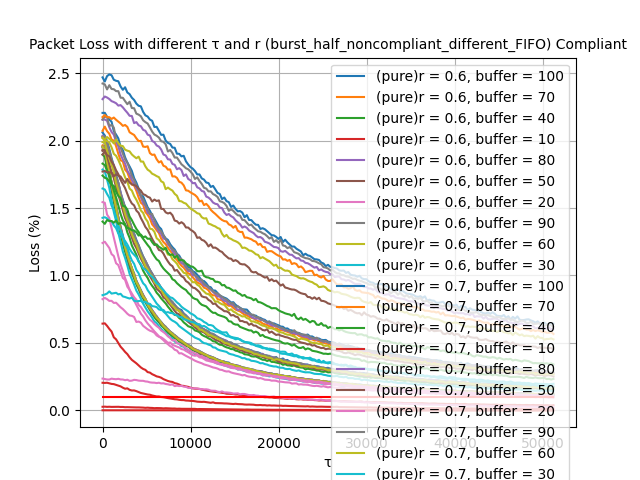 Packet Loss with different τ and r (burst_half_noncompliant_different_FIFO) Compliant
2.5
2.0
1.5
1.0
0.5
0.0
Loss (%)
0
10000
20000
30000
40000
50000
τ
(pure)r = 0.6, buffer = 100
(pure)r = 0.6, buffer = 70
(pure)r = 0.6, buffer = 40
(pure)r = 0.6, buffer = 10
(pure)r = 0.6, buffer = 80
(pure)r = 0.6, buffer = 50
(pure)r = 0.6, buffer = 20
(pure)r = 0.6, buffer = 90
(pure)r = 0.6, buffer = 60
(pure)r = 0.6, buffer = 30
(pure)r = 0.7, buffer = 100
(pure)r = 0.7, buffer = 70
(pure)r = 0.7, buffer = 40
(pure)r = 0.7, buffer = 10
(pure)r = 0.7, buffer = 80
(pure)r = 0.7, buffer = 50
(pure)r = 0.7, buffer = 20
(pure)r = 0.7, buffer = 90
(pure)r = 0.7, buffer = 60
(pure)r = 0.7, buffer = 30